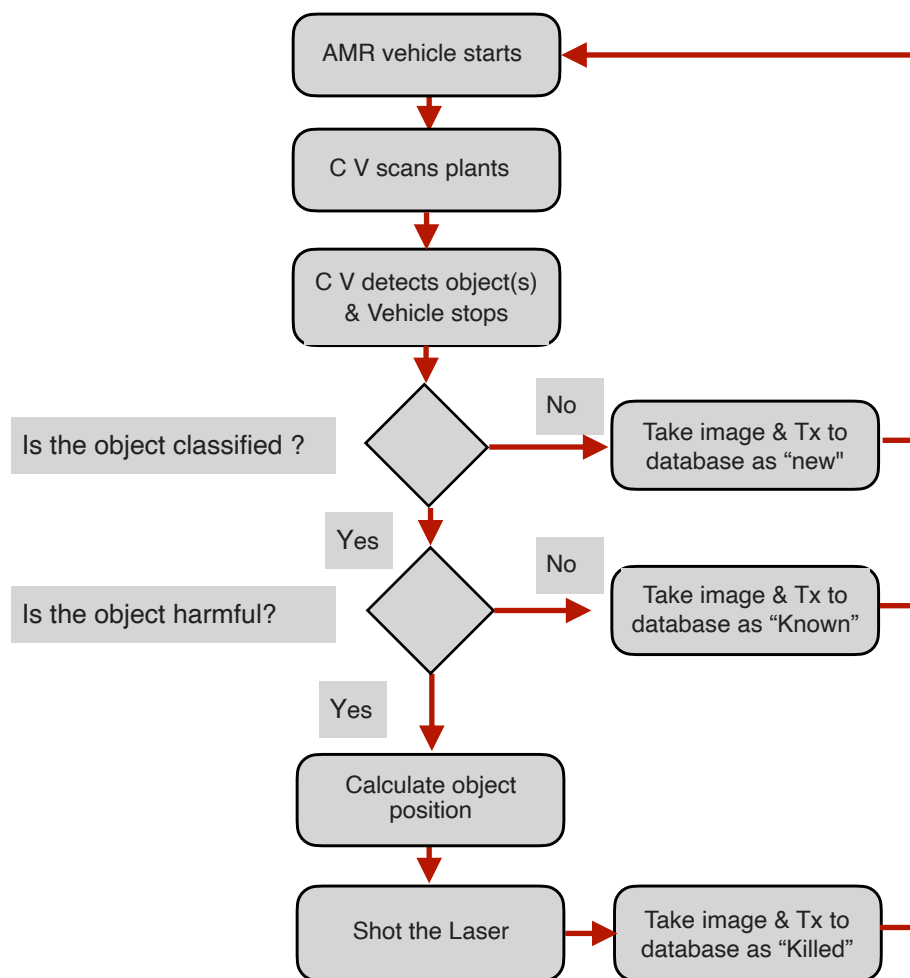 AMR vehicle starts
C V scans plants
C V detects object(s)
& Vehicle stops
Is the object classified ?
No
Take image & Tx to
database as “new"
Yes
Is the object harmful?
No
Take image & Tx to
database as “Known”
Yes
Calculate object
position
Shot the Laser
Take image & Tx to
database as “Killed”